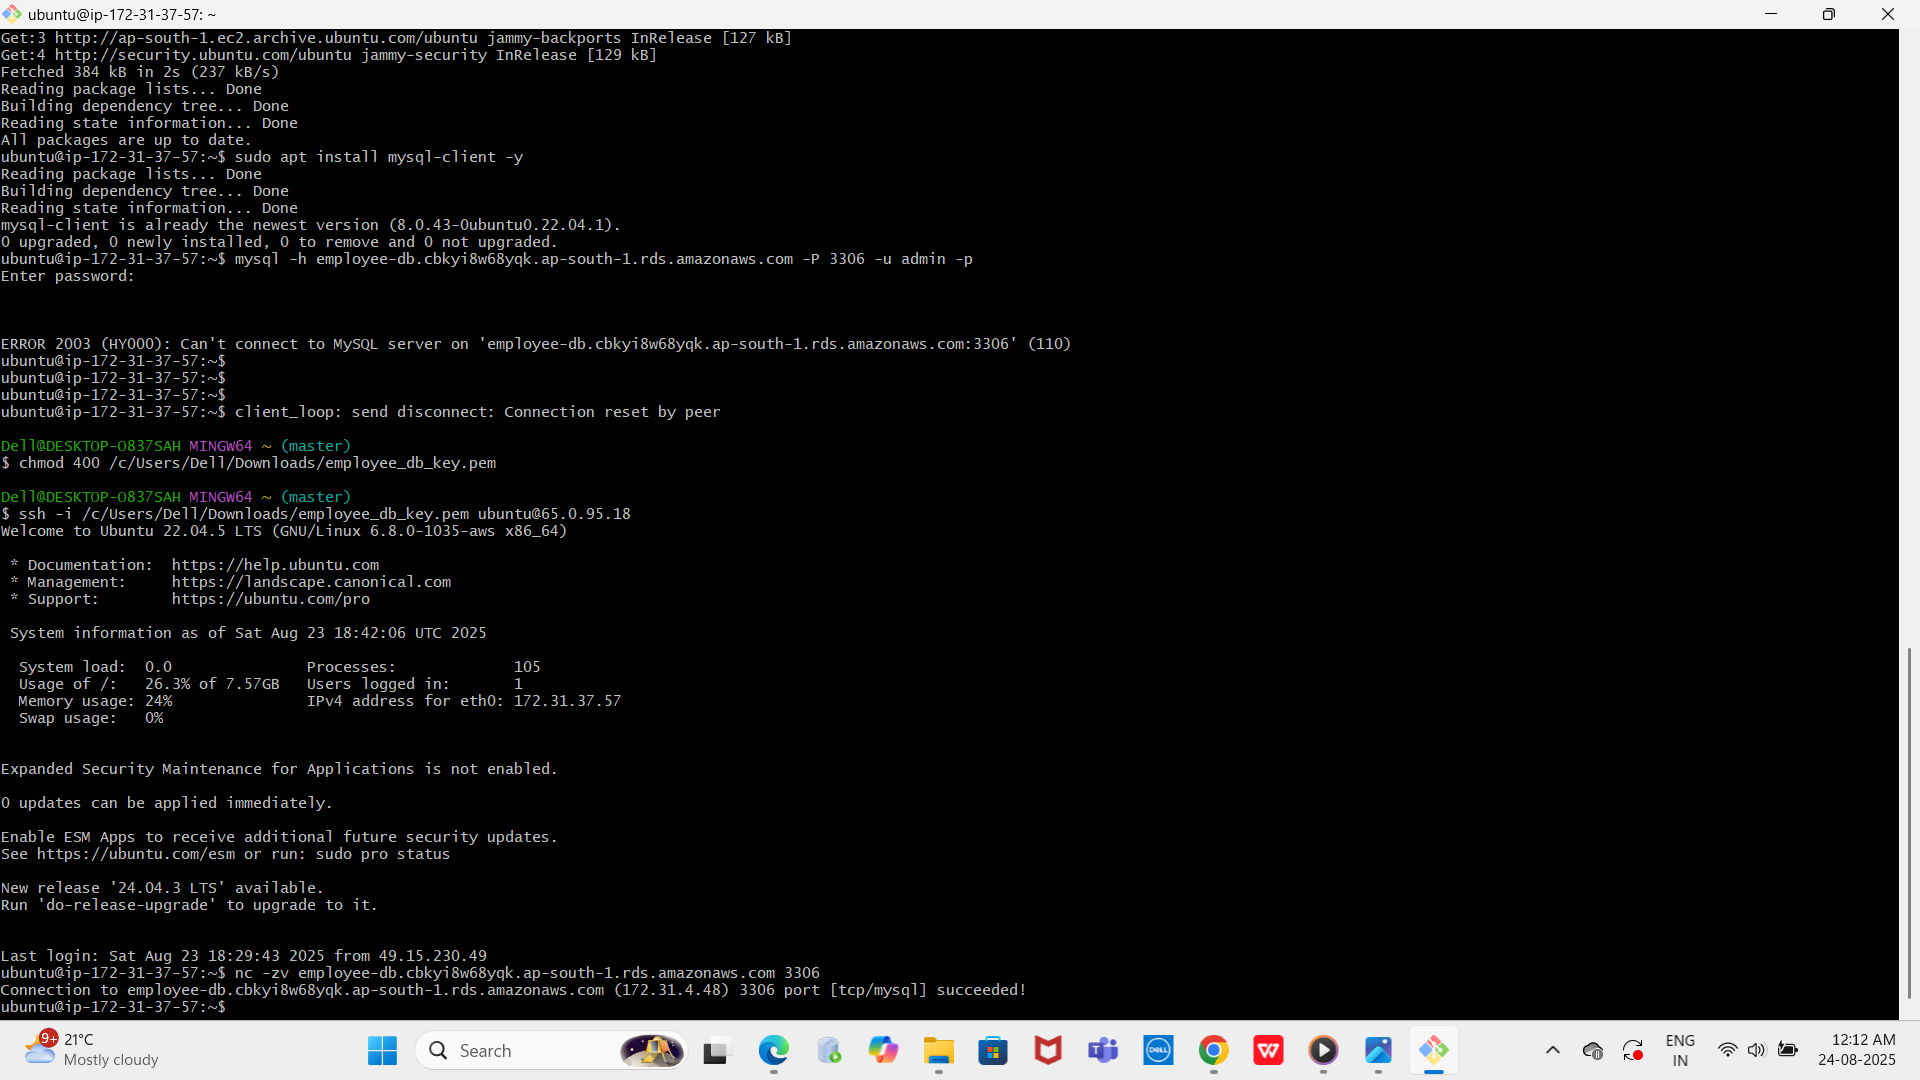 ubuntu@ip-172-31-37-57: ~
Get:3 http://ap-south-1.ec2.archive.ubuntu.com/ubuntu jammy-backports InRelease [127 kB]
Get:4 http://security.ubuntu.com/ubuntu jammy-security InRelease [129 kB]
Fetched 384 kB in 2s (237 kB/s)
Reading package lists... Done
Building dependency tree... Done
Reading state information... Done
All packages are up to date.
ubuntu@ip-172-31-37-57:~$ sudo apt install mysql-client -y
Reading package lists... Done
Building dependency tree... Done
Reading state information... Done
mysql-client is already the newest version (8.0.43-0ubuntu0.22.04.1).
0 upgraded, 0 newly installed, 0 to remove and 0 not upgraded.
ubuntu@ip-172-31-37-57:~$ mysql -h employee-db.cbkyi8w68yqk.ap-south-1.rds.amazonaws.com -P 3306 -u admin -p
Enter password:
ERROR 2003 (HY000): Can't connect to MySQL server on 'employee-db.cbkyi8w68yqk.ap-south-1.rds.amazonaws.com:3306' (110)
ubuntu@ip-172-31-37-57:~$
ubuntu@ip-172-31-37-57:~$
ubuntu@ip-172-31-37-57:~$
ubuntu@ip-172-31-37-57:~$ client_loop: send disconnect: Connection reset by peer
Dell@DESKTOP-O837SAH MINGW64 ~ (master)
$ chmod 400 /c/Users/Dell/Downloads/employee_db_key.pem
Dell@DESKTOP-O837SAH MINGW64 ~ (master)
$ ssh -i /c/Users/Dell/Downloads/employee_db_key.pem ubuntu@65.0.95.18
Welcome to Ubuntu 22.04.5 LTS (GNU/Linux 6.8.0-1035-aws x86_64)
* Documentation: https://help.ubuntu.com
* Management: https://landscape.canonical.com
* Support: https://ubuntu.com/pro
System information as of Sat Aug 23 18:42:06 UTC 2025
System load: 0.0 Processes: 105
Usage of /: 26.3% of 7.57GB Users logged in: 1
Memory usage: 24% IPv4 address for eth0: 172.31.37.57
Swap usage: 0%
Expanded Security Maintenance for Applications is not enabled.
0 updates can be applied immediately.
Enable ESM Apps to receive additional future security updates.
See https://ubuntu.com/esm or run: sudo pro status
New release '24.04.3 LTS' available.
Run 'do-release-upgrade' to upgrade to it.
Last login: Sat Aug 23 18:29:43 2025 from 49.15.230.49
ubuntu@ip-172-31-37-57:~$ nc -zv employee-db.cbkyi8w68yqk.ap-south-1.rds.amazonaws.com 3306
Connection to employee-db.cbkyi8w68yqk.ap-south-1.rds.amazonaws.com (172.31.4.48) 3306 port [tcp/mysql] succeeded!
ubuntu@ip-172-31-37-57:~$
9+ 21°C
Mostly cloudy
Search
DELL
ENG
IN
12:12 AM
24-08-2025